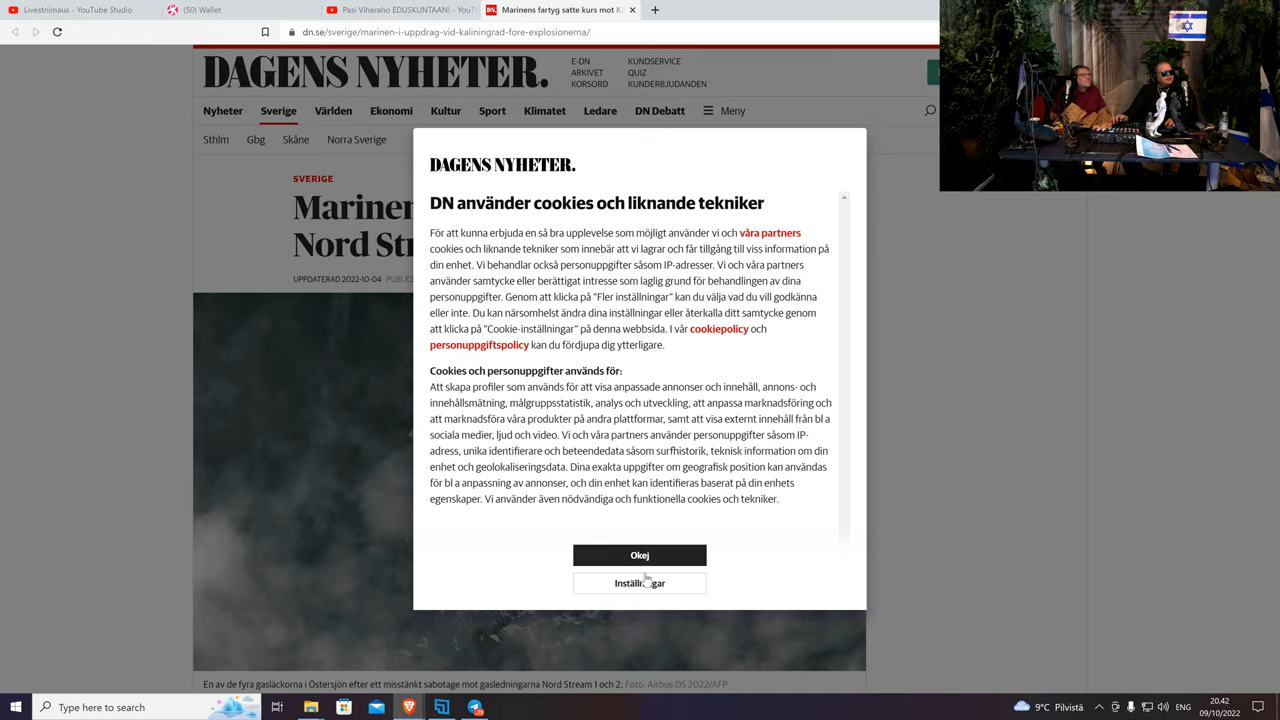 Livestriimaus - YouTube Studio
(50) Wallet
Pasi Viheraho EDUSKUNTAAN! - YouT
DN. Marinens fartyg satte kurs mot K
dn.se/sverige/marinen-i-uppdrag-vid-kaliningrad-fore-explosionerna/
DAGENS NYHETER.
E-DN KUNDSERVICE
ARKIVET QUIZ
KORSORD KUNDERBJUDANDEN
Nyheter Sverige Världen Ekonomi Kultur Sport Klimatet Ledare DN Debatt Meny
Sthlm Gbg Skåne Norra Sverige
SVERIGE
Marinen
Nord Str
UPPDATERAD 2022-10-04 PUBLIC
DAGENS NYHETER.
DN använder cookies och liknande tekniker
För att kunna erbjuda en så bra upplevelse som möjligt använder vi och våra partners
cookies och liknande tekniker som innebär att vi lagrar och får tillgång till viss information på
din enhet. Vi behandlar också personuppgifter såsom IP-adresser. Vi och våra partners
använder samtycke eller berättigat intresse som laglig grund för behandlingen av dina
personuppgifter. Genom att klicka på "Fler inställningar" kan du välja vad du vill godkänna
eller inte. Du kan närsomhelst ändra dina inställningar eller återkalla ditt samtycke genom
att klicka på "Cookie-inställningar" på denna webbsida. I vår cookiepolicy och
personuppgiftspolicy kan du fördjupa dig ytterligare.
Cookies och personuppgifter används för:
Att skapa profiler som används för att visa anpassade annonser och innehåll, annons- och
innehållsmätning, målgruppsstatistik, analys och utveckling, att anpassa marknadsföring och
att marknadsföra våra produkter på andra plattformar, samt att visa externt innehåll från bl a
sociala medier, ljud och video. Vi och våra partners använder personuppgifter såsom IP-
adress, unika identifierare och beteendedata såsom surfhistorik, teknisk information om din
enhet och geolokaliseringsdata. Dina exakta uppgifter om geografisk position kan användas
för bl a anpassning av annonser, och din enhet kan identifieras baserat på din enhets
egenskaper. Vi använder även nödvändiga och funktionella cookies och tekniker.
Okej
Inställningar
En av de fyra gasläckorna i Östersjön efter ett misstänkt sabotage mot gasledningarna Nord Stream 1 och 2. Foto: Airbus DS 2022/AFP
Type here to search
9°C Pilvistä
20.42
09/10/2022